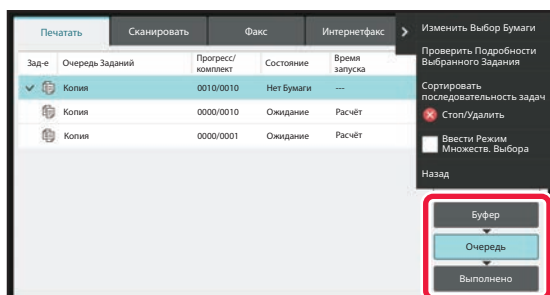 Печатать
Сканировать
Факс
Интернетфакс
Зад-е
Очередь Заданий
Прогресс/
комплект
Состояние
Время
запуска
Копия 0010/0010 Нет Бумаги ---
Копия 0000/0010 Ожидание Расчёт
Копия 0000/0001 Ожидание Расчёт
Изменить Выбор Бумаги
Проверить Подробности
Выбранного Задания
Сортировать
последовательность задач
Стоп/Удалить
Ввести Режим
Множеств. Выбора
Назад
Буфер
Очередь
Выполнено